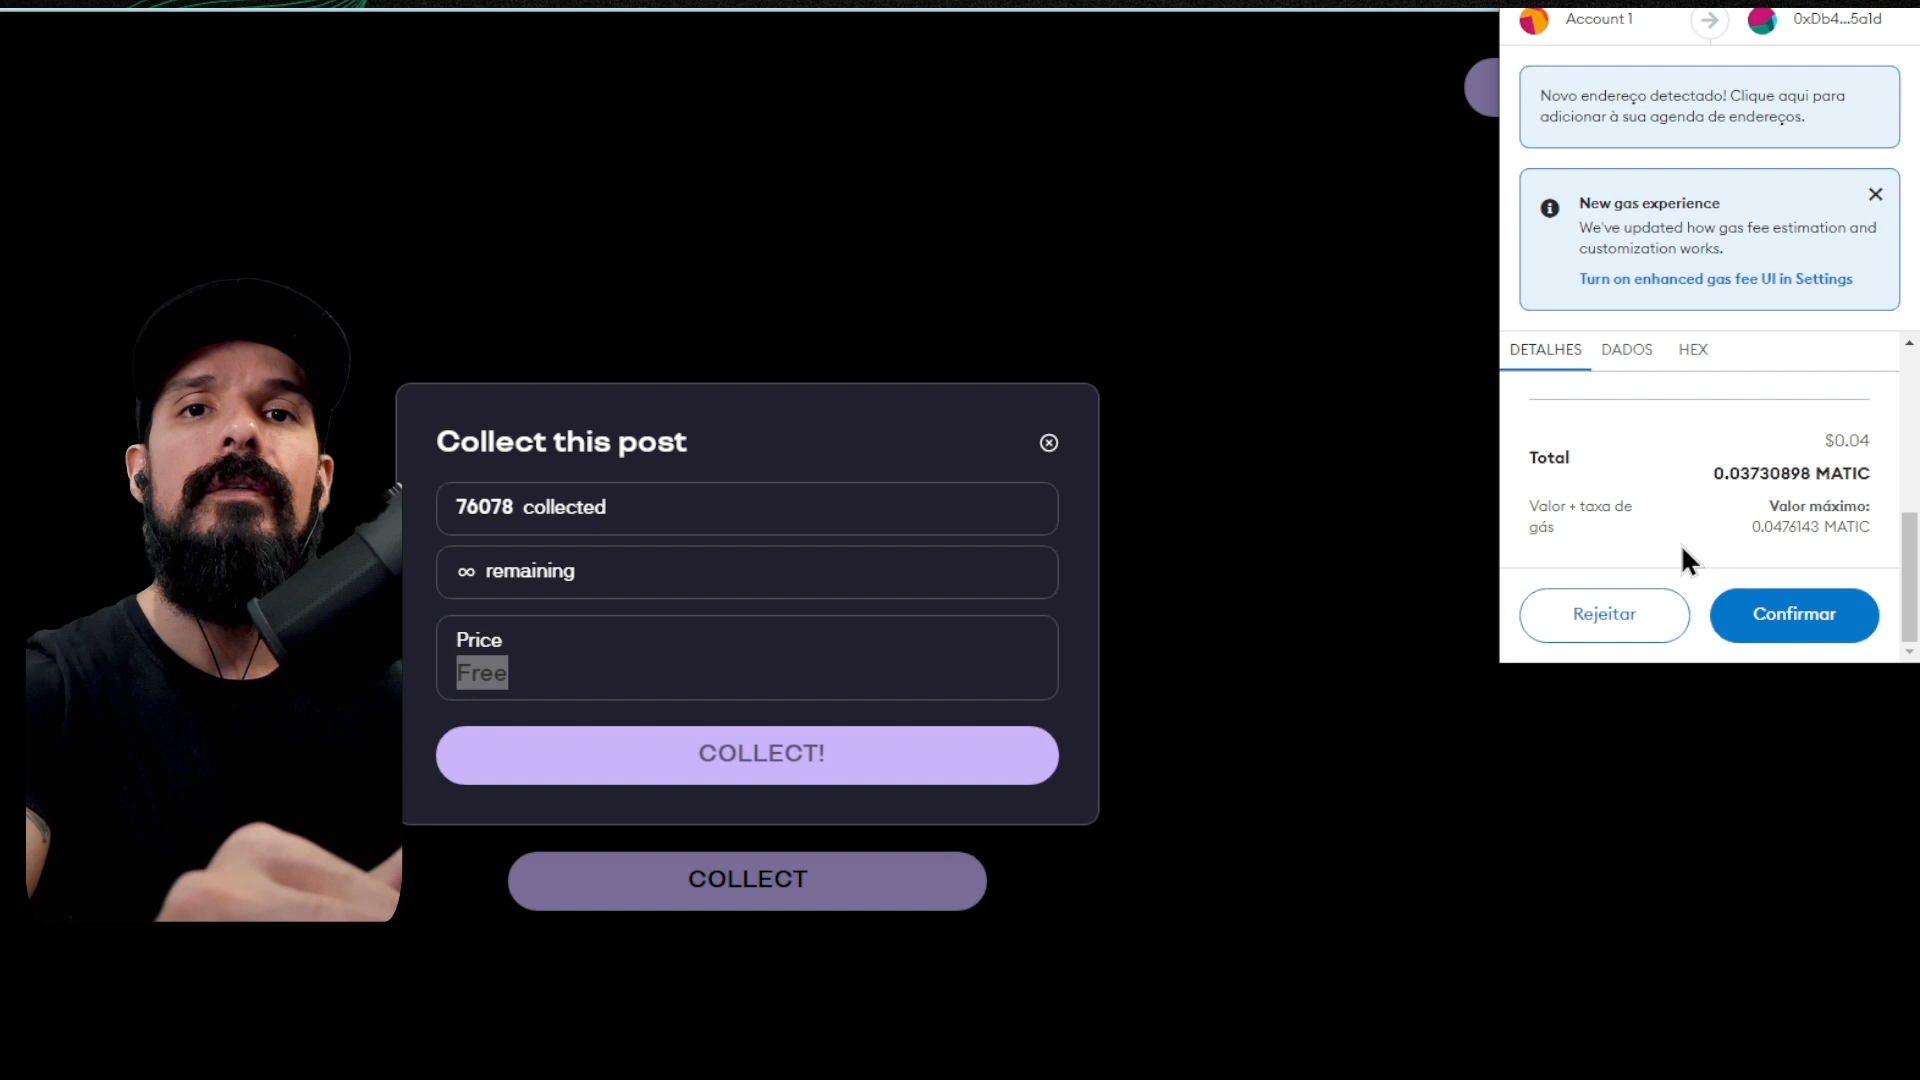 Account 1
0xDb4...5a1d
Novo endereço detectado! Clique aqui para
adicionar à sua agenda de endereços.
New gas experience
We've updated how gas fee estimation and
customization works.
Turn on enhanced gas fee UI in Settings
DETALHES DADOS HEX
$0.04
Total
0.03730898 MATIC
Valor + taxa de
gás
Valor máximo:
0.0476143 MATIC
Rejeitar
Confirmar
Collect this post
76078 collected
∞ remaining
Price
Free
COLLECT!
COLLECT